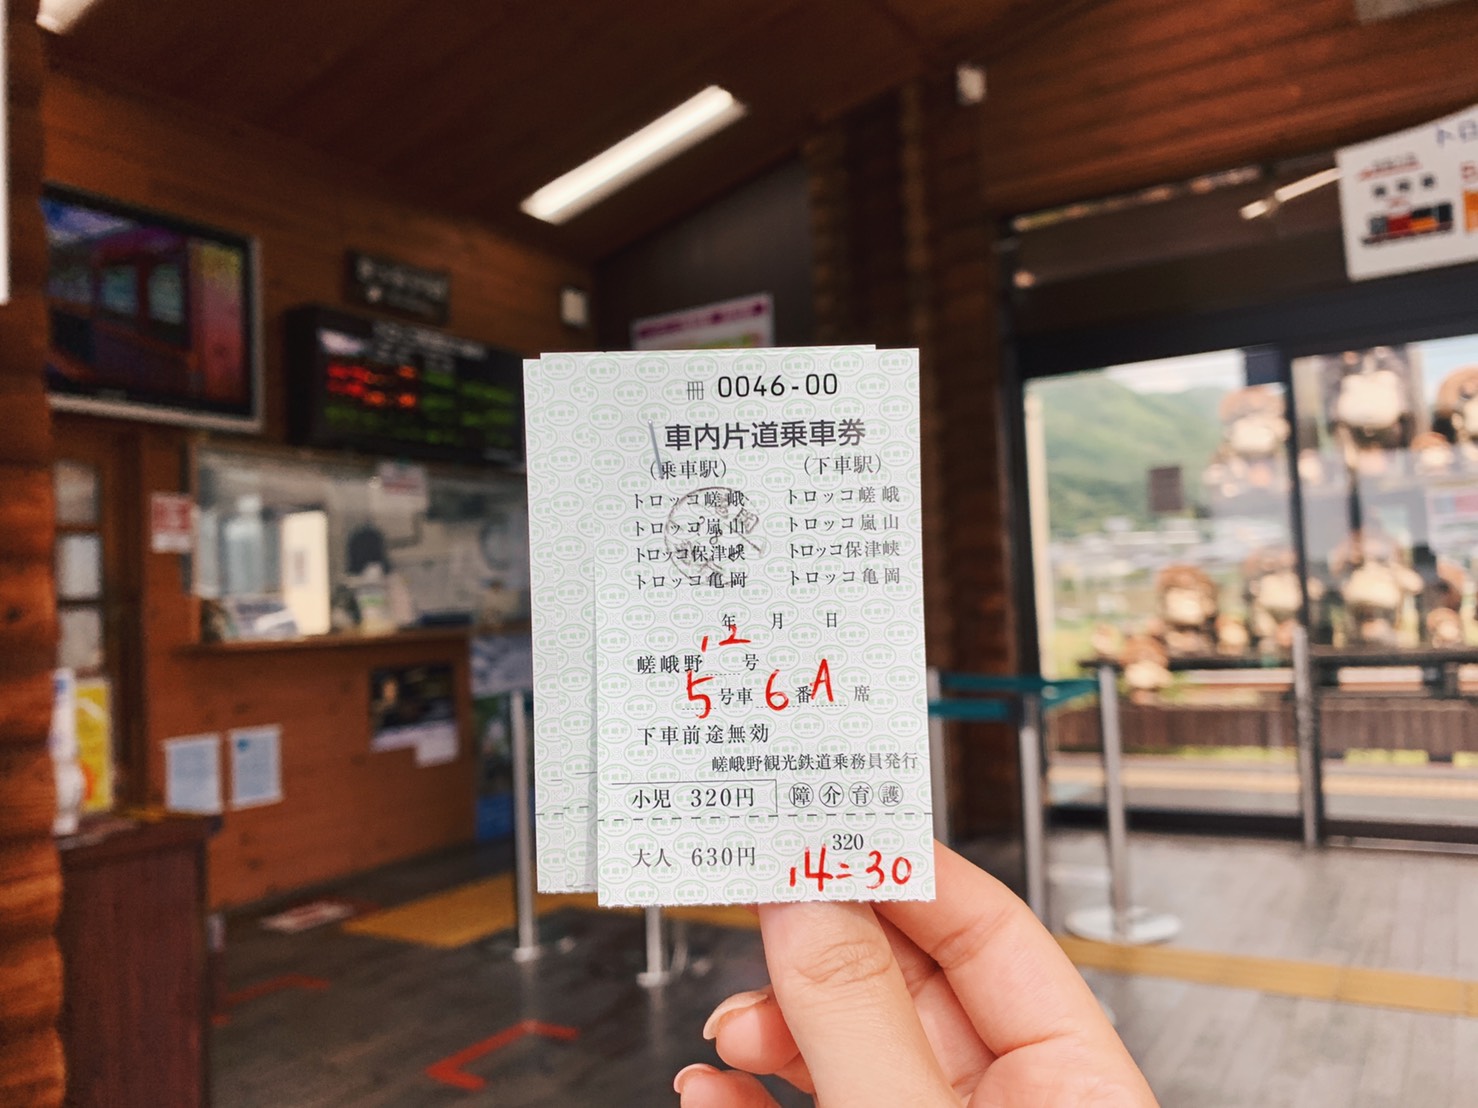 冊 0046-00
車内片道乗車券
(乗車駅) (下車駅)
トロッコ嵯峨 トロッコ嵯峨
トロッコ嵐山 トロッコ嵐山
トロッコ保津峡 トロッコ保津峡
トロッコ亀岡 トロッコ亀岡
年 月 日
嵯峨野 12 号
5 号車 6 番 A 席
下車前途無効
嵯峨野観光鉄道乗務員発行
小児 320円 障 介 育 護
320
大人 630円 14:30